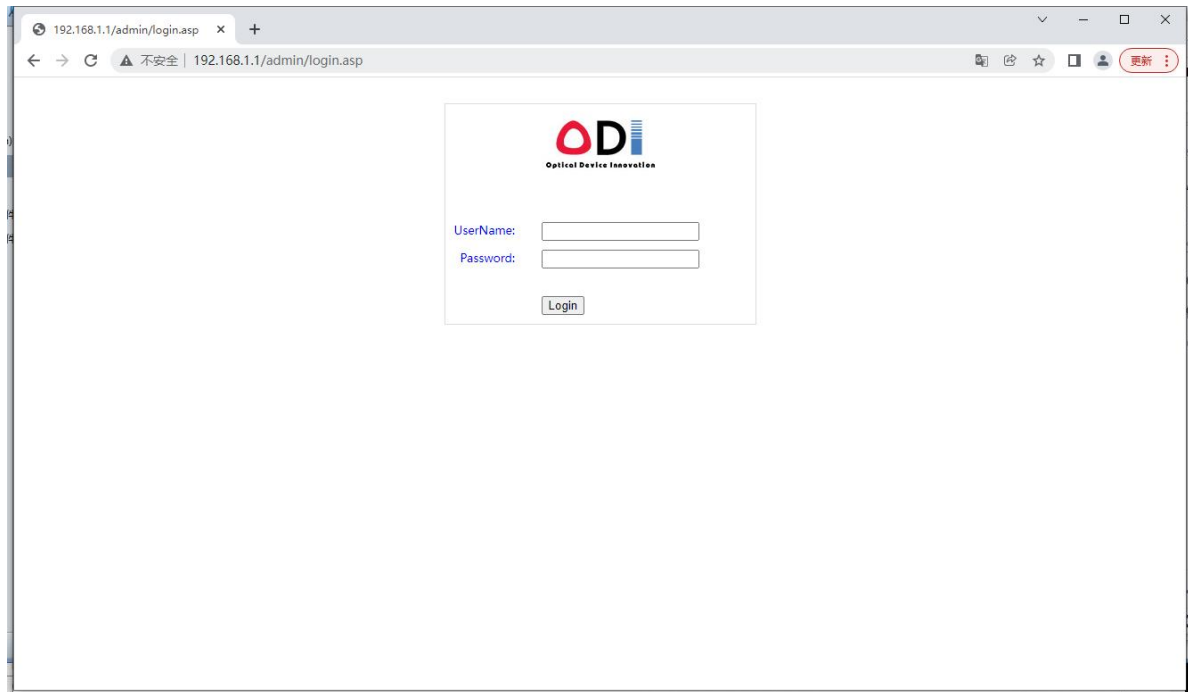 192.168.1.1/admin/login.asp
不安全 | 192.168.1.1/admin/login.asp
更新
ODI
Optical Device Innovation
UserName:
Password:
Login